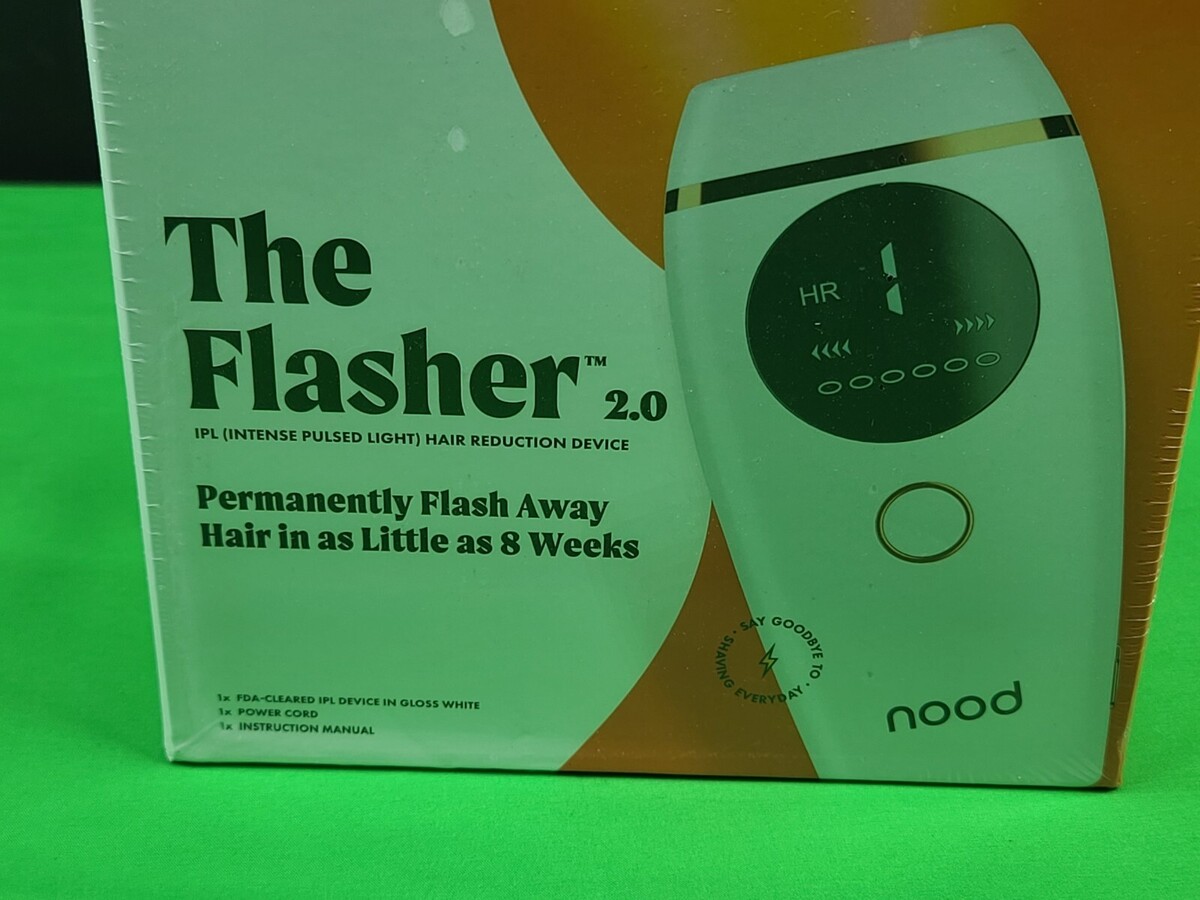 The
Flasher™ 2.0
IPL (INTENSE PULSED LIGHT) HAIR REDUCTION DEVICE
Permanently Flash Away
Hair in as Little as 8 Weeks
1x FDA-CLEARED IPL DEVICE IN GLOSS WHITE
1x POWER CORD
1x INSTRUCTION MANUAL
HR
SAY GOODBYE TO · SHAVING EVERYDAY ·
nood